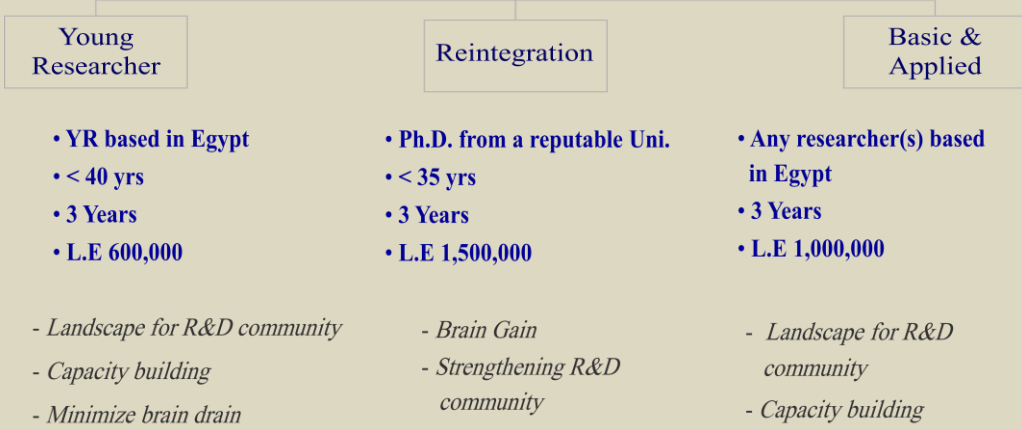 Young
Researcher
Reintegration
Basic &
Applied
• YR based in Egypt
• < 40 yrs
• 3 Years
• L.E 600,000
• Ph.D. from a reputable Uni.
• < 35 yrs
• 3 Years
• L.E 1,500,000
• Any researcher(s) based
in Egypt
• 3 Years
• L.E 1,000,000
- Landscape for R&D community
- Capacity building
- Minimize brain drain
- Brain Gain
- Strengthening R&D
community
- Landscape for R&D
community
- Capacity building